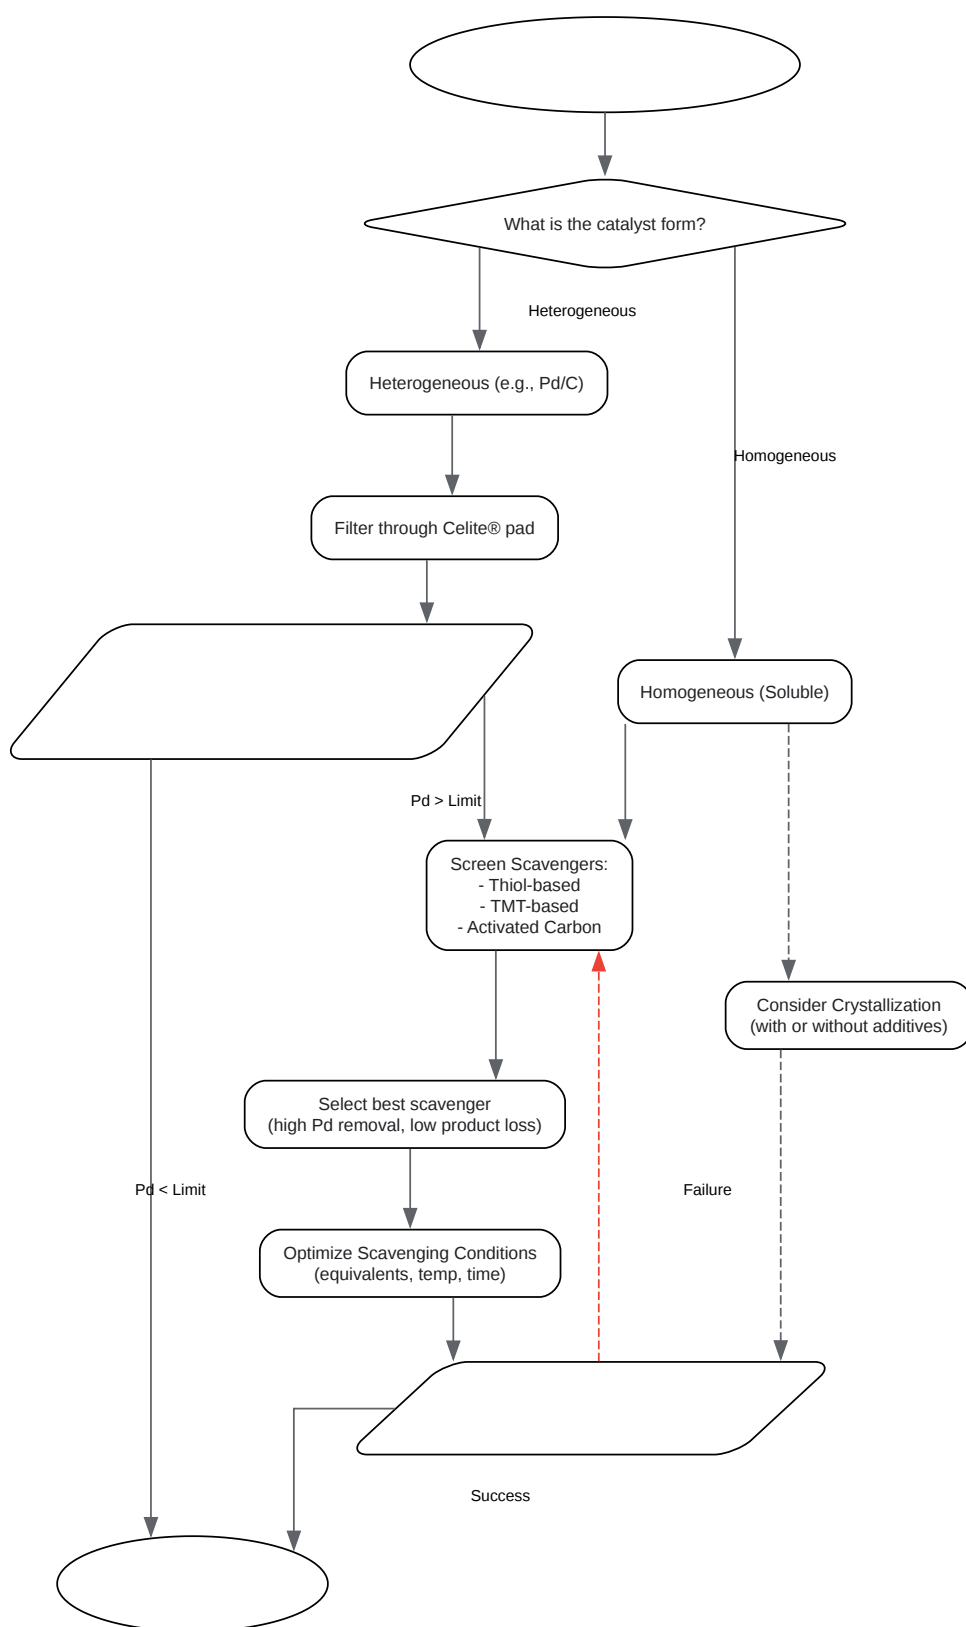 What is the catalyst form?
Heterogeneous
Heterogeneous (e.g., Pd/C)
Homogeneous
Filter through Celite® pad
Homogeneous (Soluble)
Pd > Limit
Screen Scavengers:
- Thiol-based
- TMT-based
- Activated Carbon
Consider Crystallization
(with or without additives)
Select best scavenger
(high Pd removal, low product loss)
Pd < Limit
Failure
Optimize Scavenging Conditions
(equivalents, temp, time)
Success